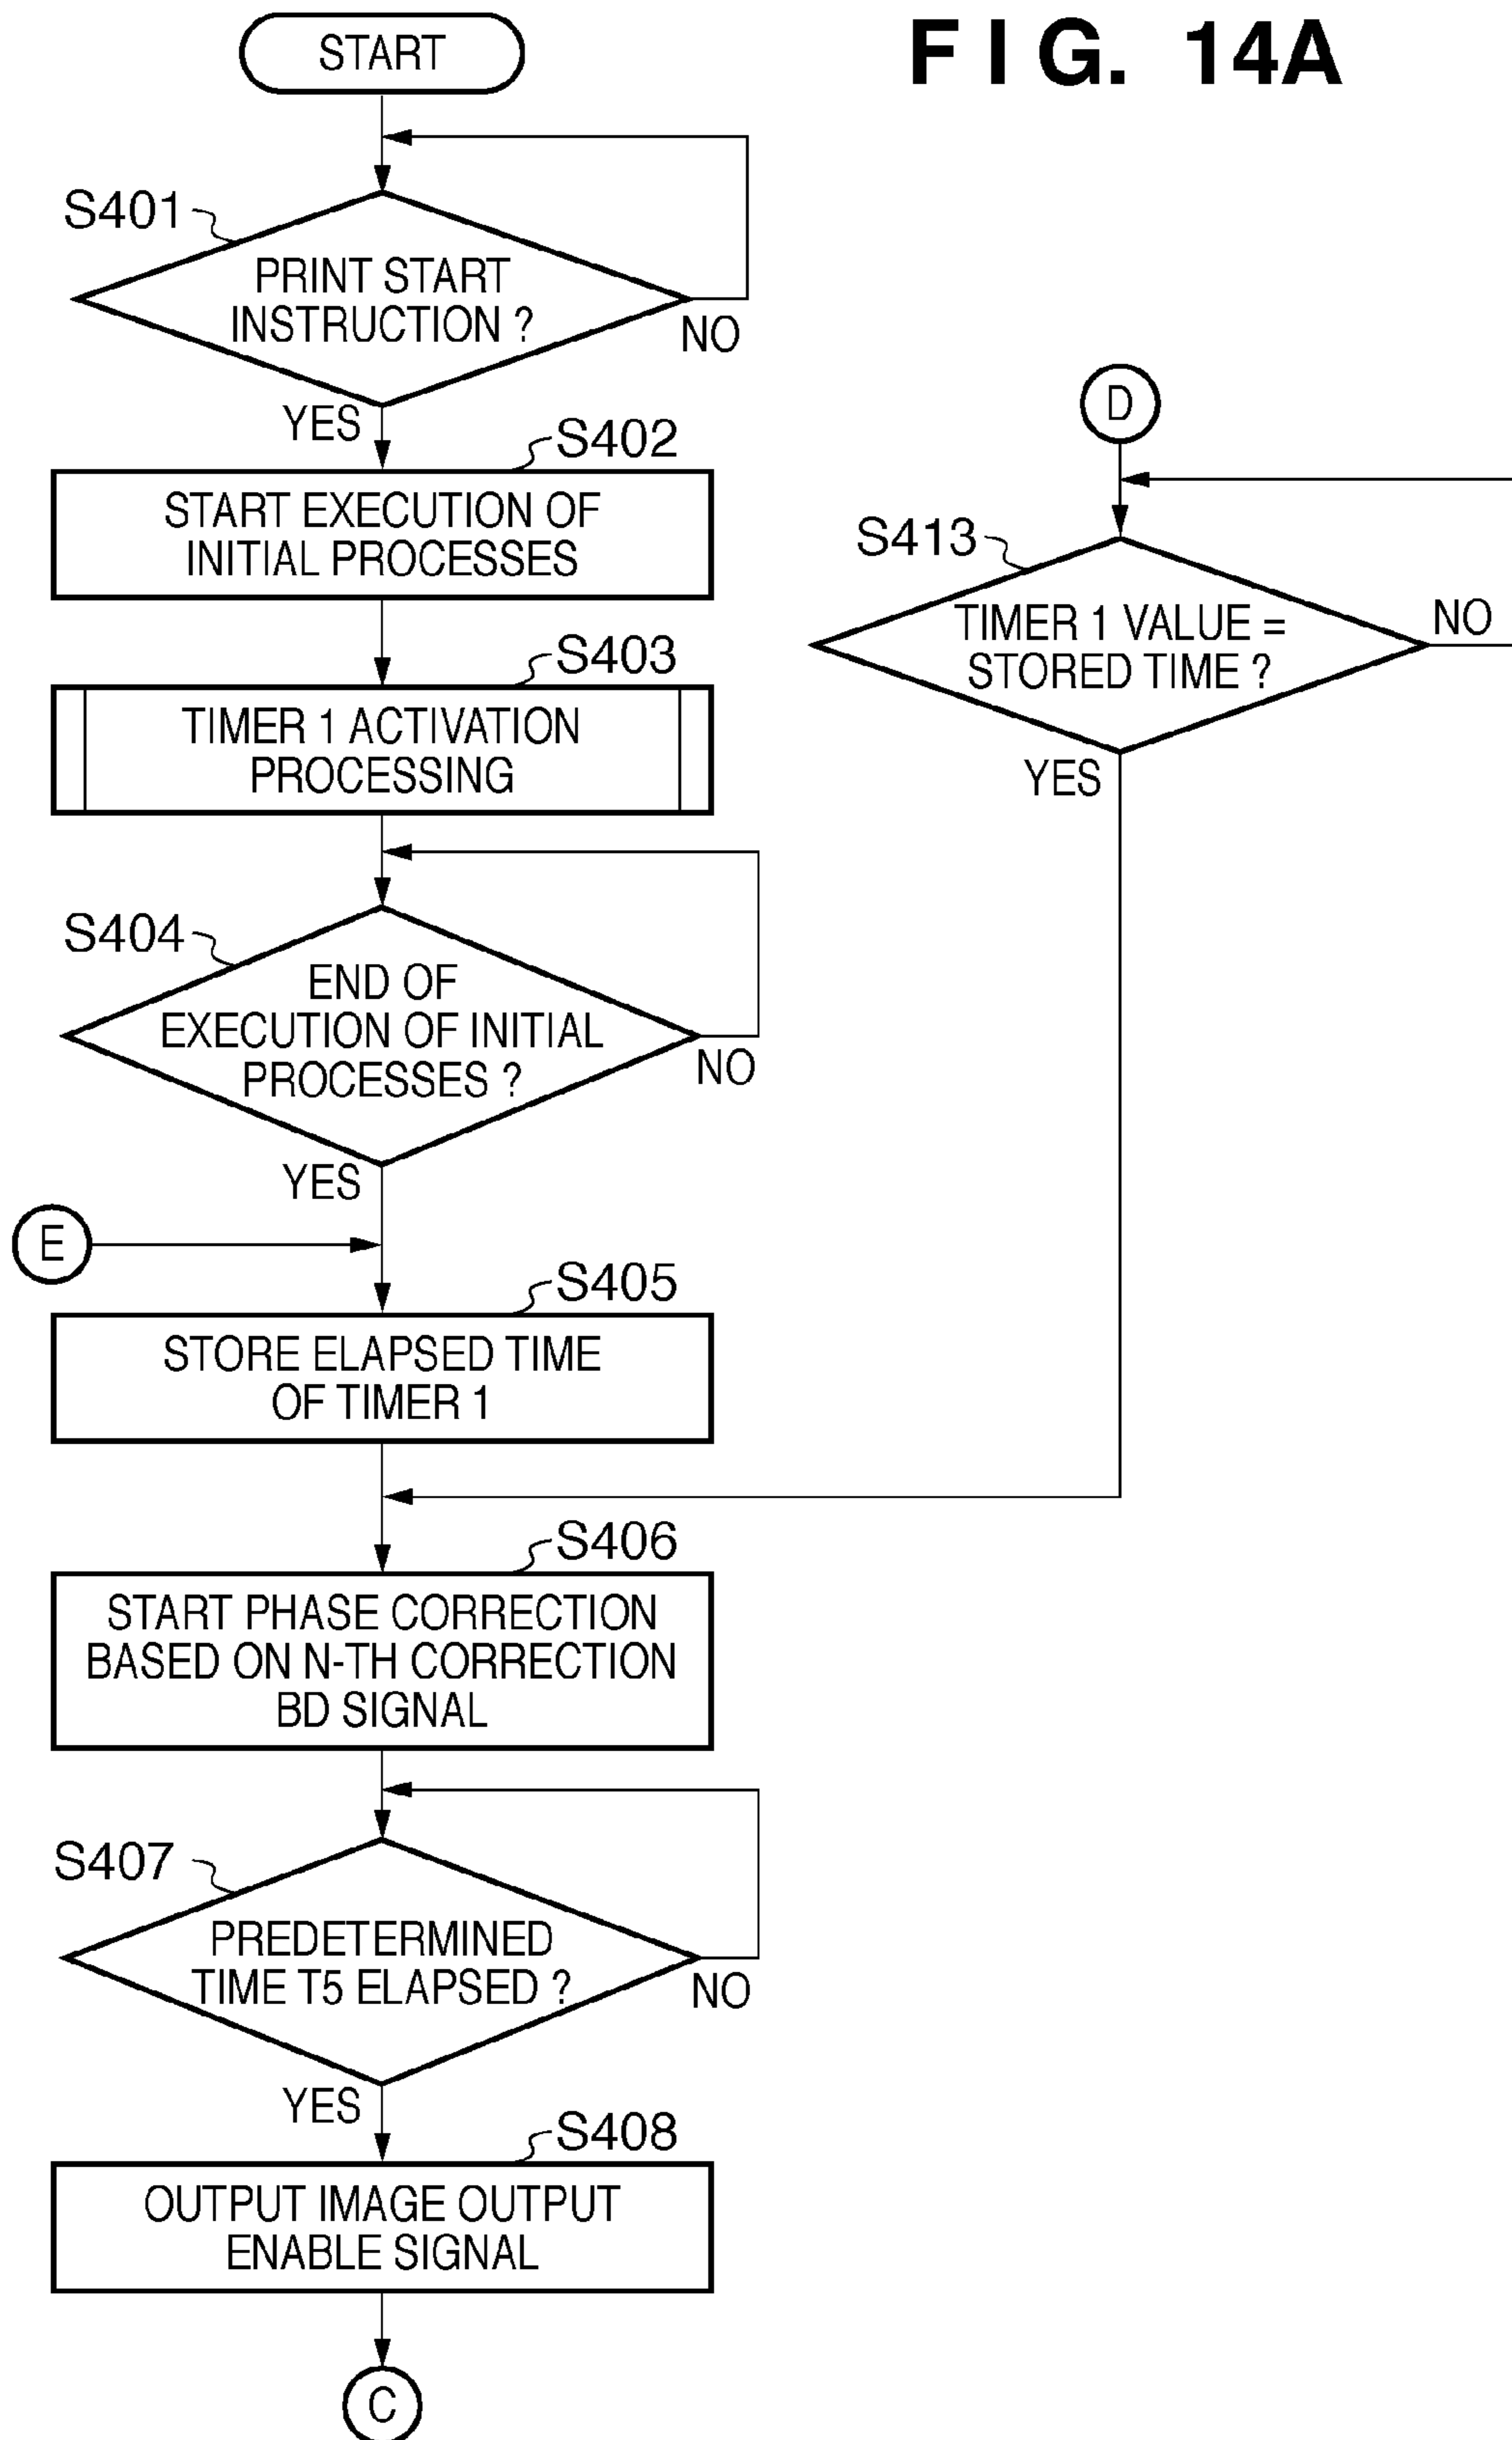 FIG. 14A
START
S401
PRINT START
INSTRUCTION ?
NO
YES
S402
START EXECUTION OF
INITIAL PROCESSES
S403
TIMER 1 ACTIVATION
PROCESSING
S404
END OF
EXECUTION OF INITIAL
PROCESSES ?
NO
YES
E
S405
STORE ELAPSED TIME
OF TIMER 1
S406
START PHASE CORRECTION
BASED ON N-TH CORRECTION
BD SIGNAL
S407
PREDETERMINED
TIME T5 ELAPSED ?
NO
YES
S408
OUTPUT IMAGE OUTPUT
ENABLE SIGNAL
C
D
S413
TIMER 1 VALUE =
STORED TIME ?
NO
YES